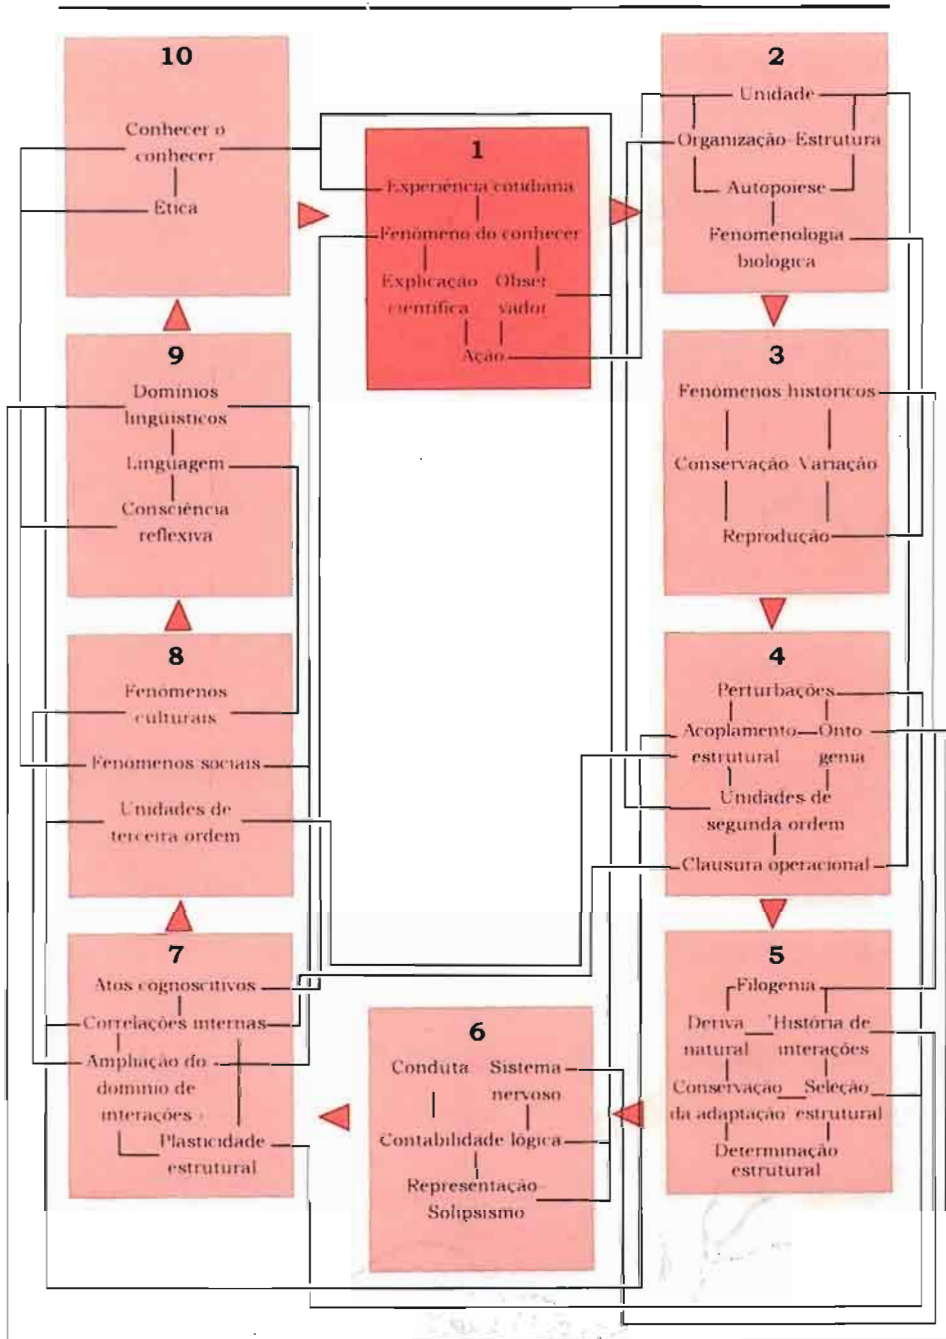 10
Conhecer o
conhecer
Ética
1
Experiência cotidiana
Fenômeno do conhecer
Explicação Obser
científica vador
Ação
2
Unidade
Organização-Estrutura
Autopoiese
Fenomenologia
biológica
3
Fenômenos históricos
Conservação Variação
Reprodução
4
Perturbações
Acoplamento Onto
estrutural genia
Unidades de
segunda ordem
Clausura operacional
5
Filogenia
Deriva História de
natural interações
Conservação Seleção
da adaptação estrutural
Determinação
estrutural
6
Conduta Sistema
nervoso
Contabilidade lógica
Representação-
Solipsismo
7
Atos cognoscitivos
Correlações internas
Ampliação do
domínio de
interações
Plasticidade
estrutural
8
Fenômenos
culturais
Fenômenos sociais
Unidades de
terceira ordem
9
Domínios
lingüísticos
Linguagem
Consciência
reflexiva